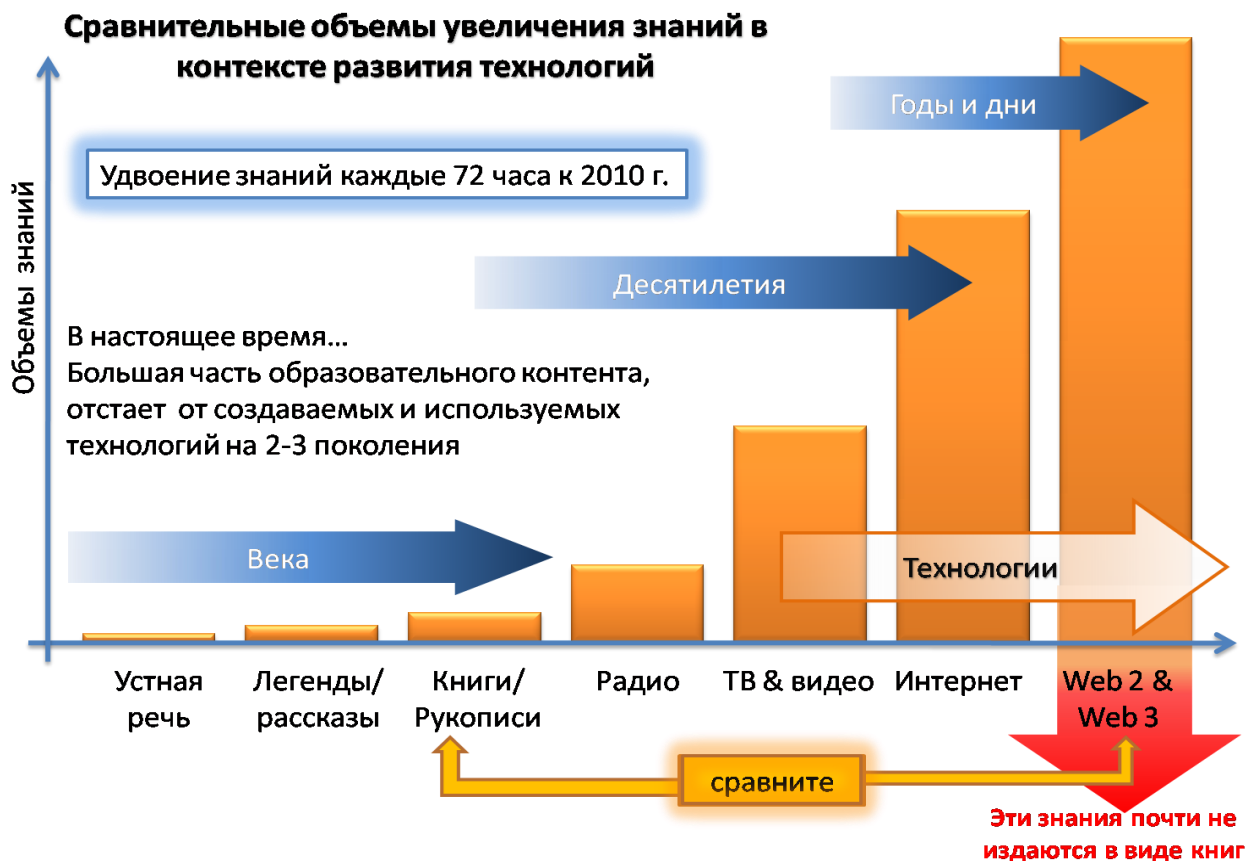 Сравнительные объемы увеличения знаний в
контексте развития технологий
Годы и дни
Удвоение знаний каждые 72 часа к 2010 г.
Объемы знаний
Десятилетия
В настоящее время...
Большая часть образовательного контента,
отстает от создаваемых и используемых
технологий на 2-3 поколения
Века
Технологии
Устная
речь
Легенды/
рассказы
Книги/
Рукописи
Радио
ТВ & видео
Интернет
Web 2 &
Web 3
сравните
Эти знания почти не
издаются в виде книг